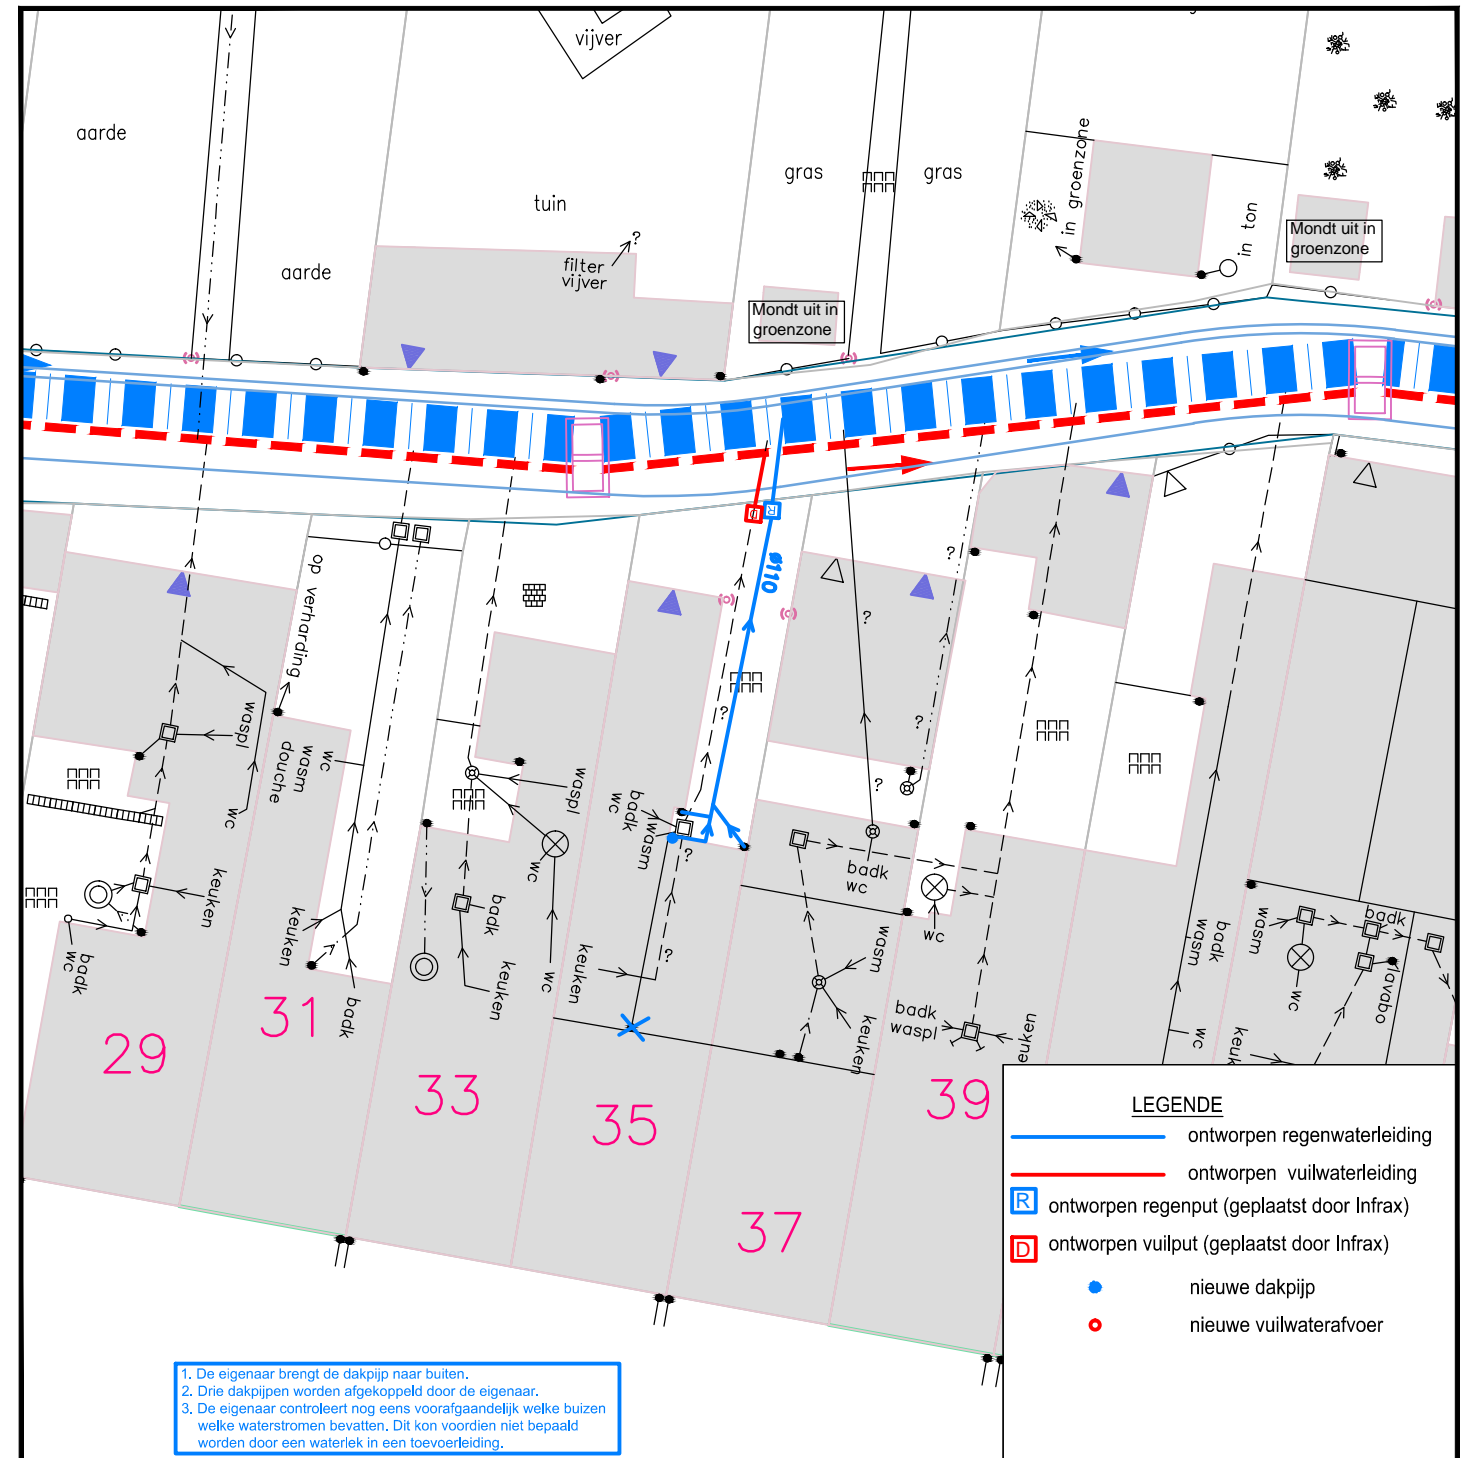 vijver
aarde
gras
gras
in groenzone
tuin
in ton
Mondt uit in
groenzone
filter
vijver
?
aarde
Mondt uit in
groenzone
R
D
ø110
op verharding
?
?
?
?
?
?
?
waspl
wc
wasm
douche
wc
waspl
badk
wc
wasm
wc
keuken
keuken
badk
wc
badk
keuken
wc
badk
wc
wc
wasm
badk
wasm
wasm
badk
lavabo
wc
badk
keuken
keuken
keuken
badk
waspl
euken
wc
keuk
29
31
33
35
37
39
LEGENDE
ontworpen regenwaterleiding
ontworpen vuilwaterleiding
R ontworpen regenput (geplaatst door Infrax)
D ontworpen vuilput (geplaatst door Infrax)
nieuwe dakpijp
nieuwe vuilwaterafvoer
1. De eigenaar brengt de dakpijp naar buiten.
2. Drie dakpijpen worden afgekoppeld door de eigenaar.
3. De eigenaar controleert nog eens voorafgaandelijk welke buizen
welke waterstromen bevatten. Dit kon voordien niet bepaald
worden door een waterlek in een toevoerleiding.